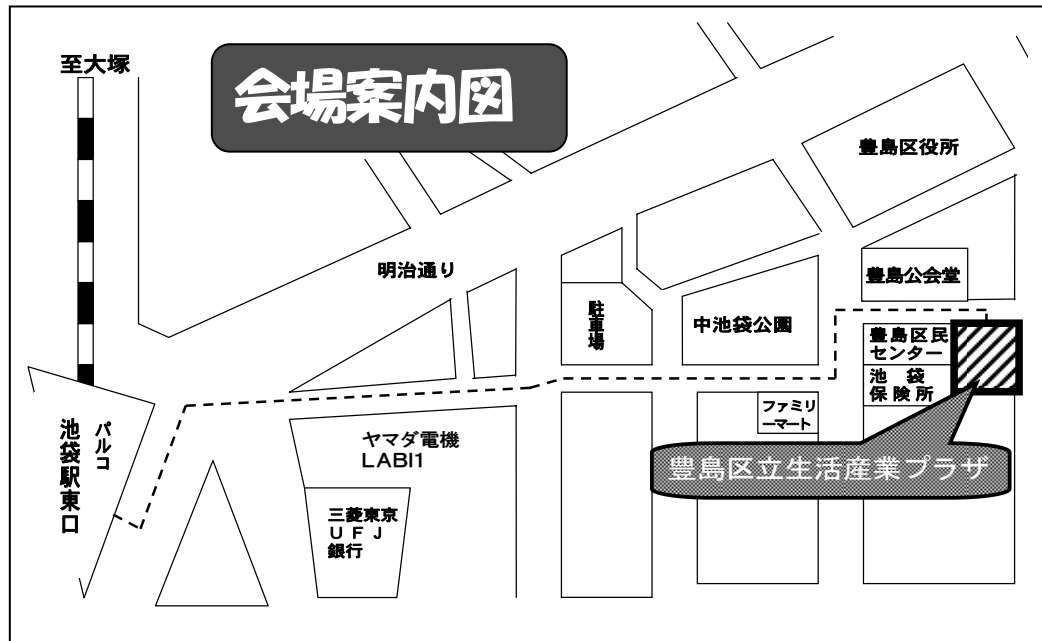 至大塚
会場案内図
豊島区役所
明治通り
豊島公会堂
駐車場
中池袋公園
豊島区民
センター
池 袋
保険所
ファミリ
ーマート
パルコ
池袋駅東口
ヤマダ電機
LABI1
豊島区立生活産業プラザ
三菱東京
U F J
銀行